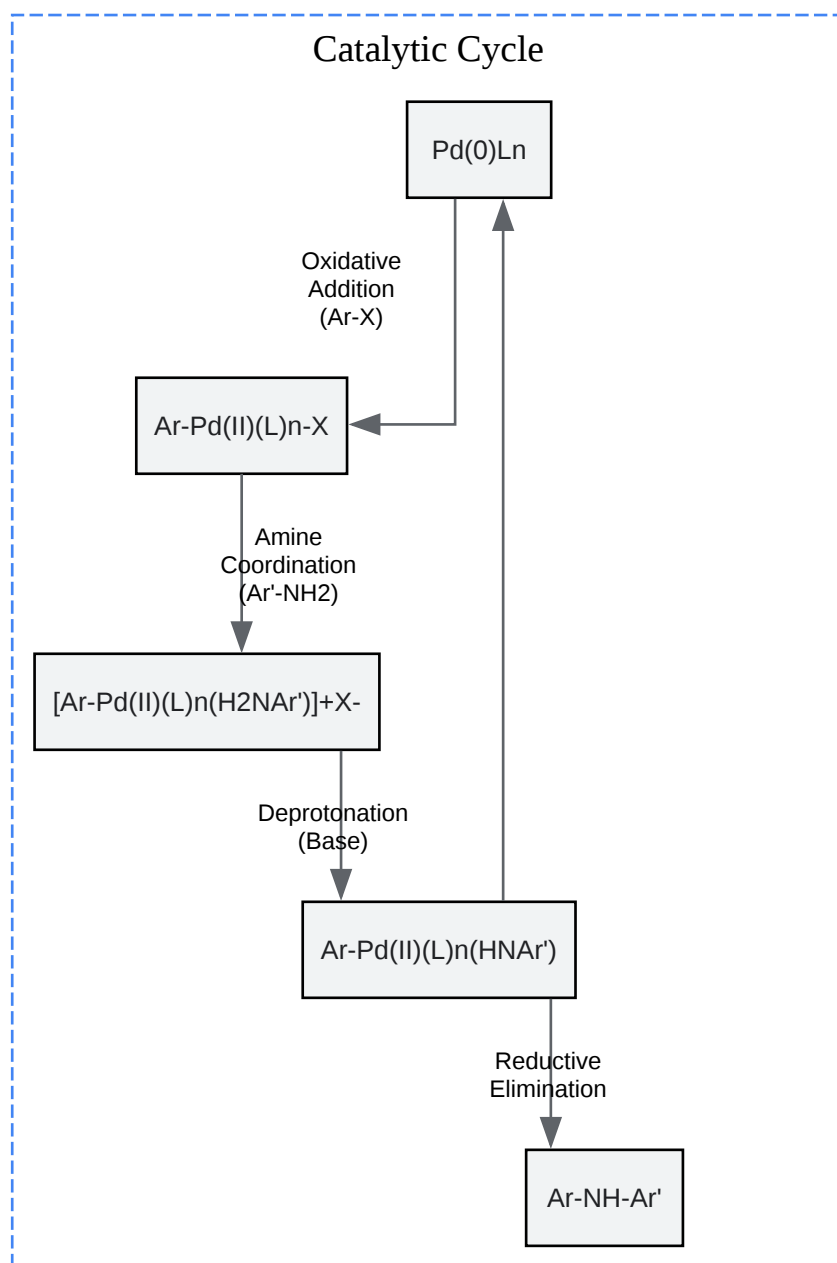 Catalytic Cycle
Pd(0)Ln
Oxidative
Addition
(Ar-X)
Ar-Pd(II)(L)n-X
Amine
Coordination
(Ar'-NH2)
[Ar-Pd(II)(L)n(H2NAr')]+X-
Deprotonation
(Base)
Ar-Pd(II)(L)n(HNAr')
Reductive
Elimination
Ar-NH-Ar'